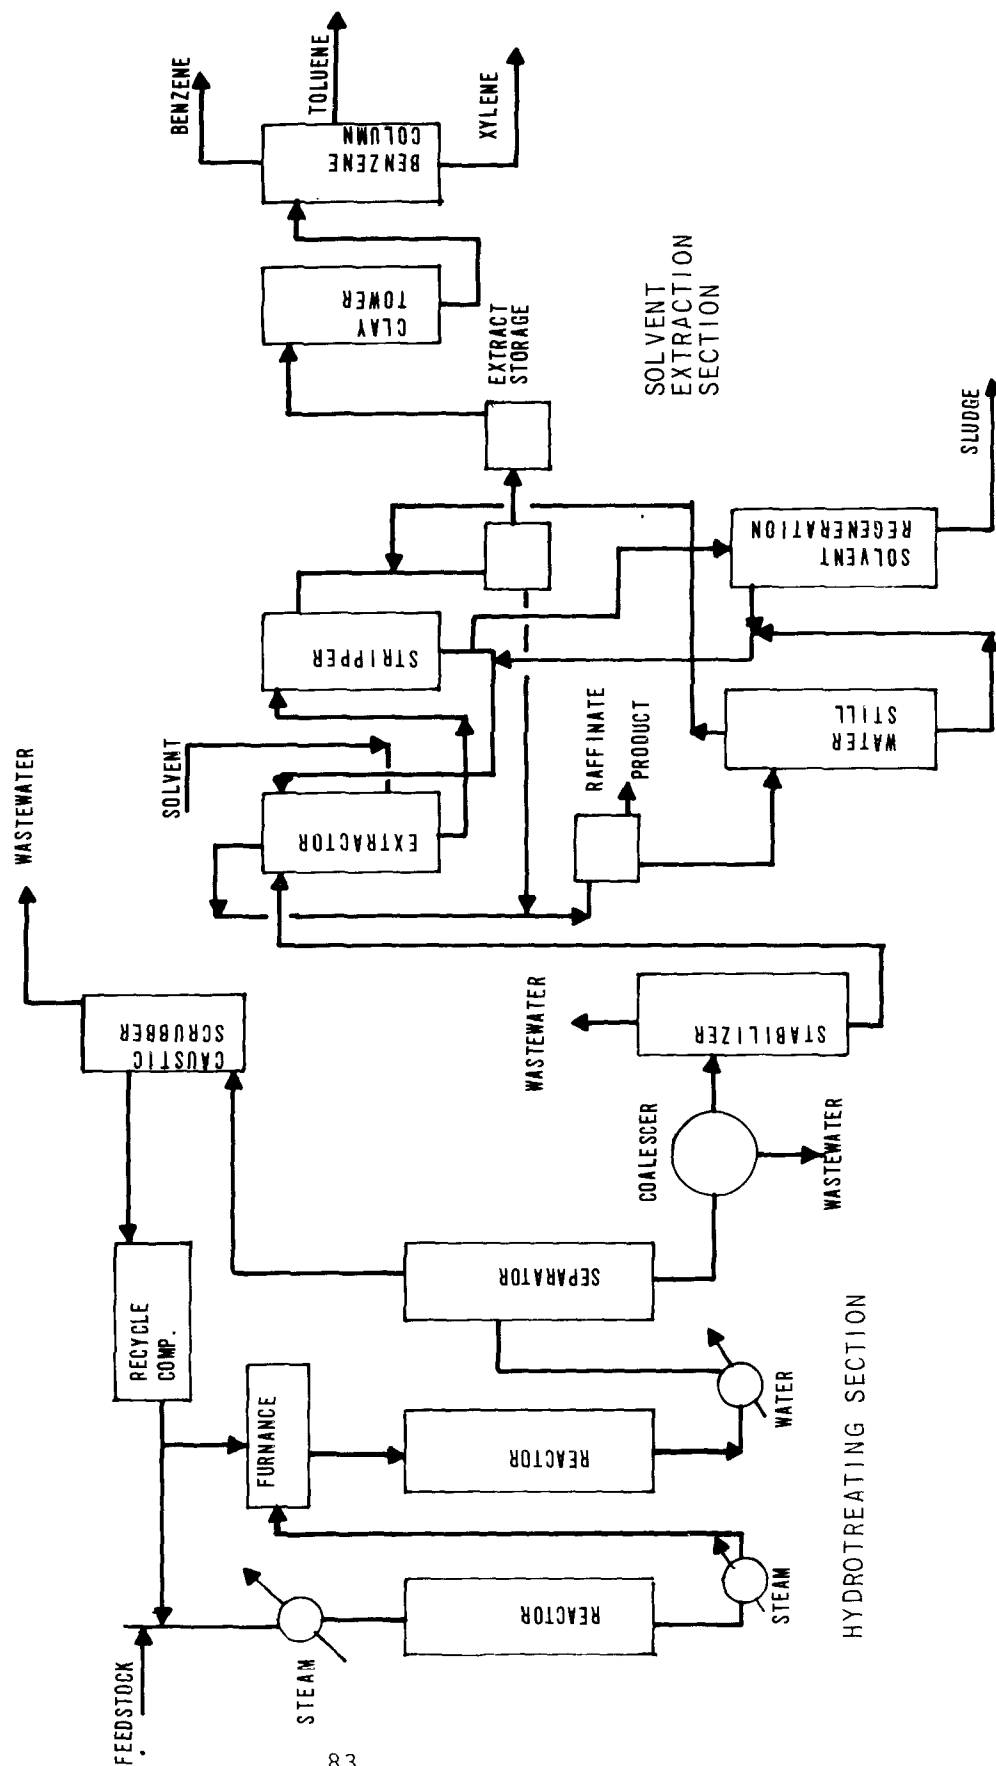 FEEDSTOCK
STEAM
REACTOR
STEAM
FURNANCE
REACTOR
WATER
RECYCLE
COMP.
SEPARATOR
CAUSTIC
SCRUBBER
WASTEWATER
COALESCER
WASTEWATER
STABILIZER
WASTEWATER
HYDROTREATING SECTION
SOLVENT
EXTRACTOR
STRIPPER
RAFFINATE
PRODUCT
WATER
STILL
SOLVENT
REGENERATION
SLUDGE
EXTRACT
STORAGE
CLAY
TOWER
BENZENE
COLUMN
BENZENE
TOLUENE
XYLENE
SOLVENT
EXTRACTION
SECTION
83